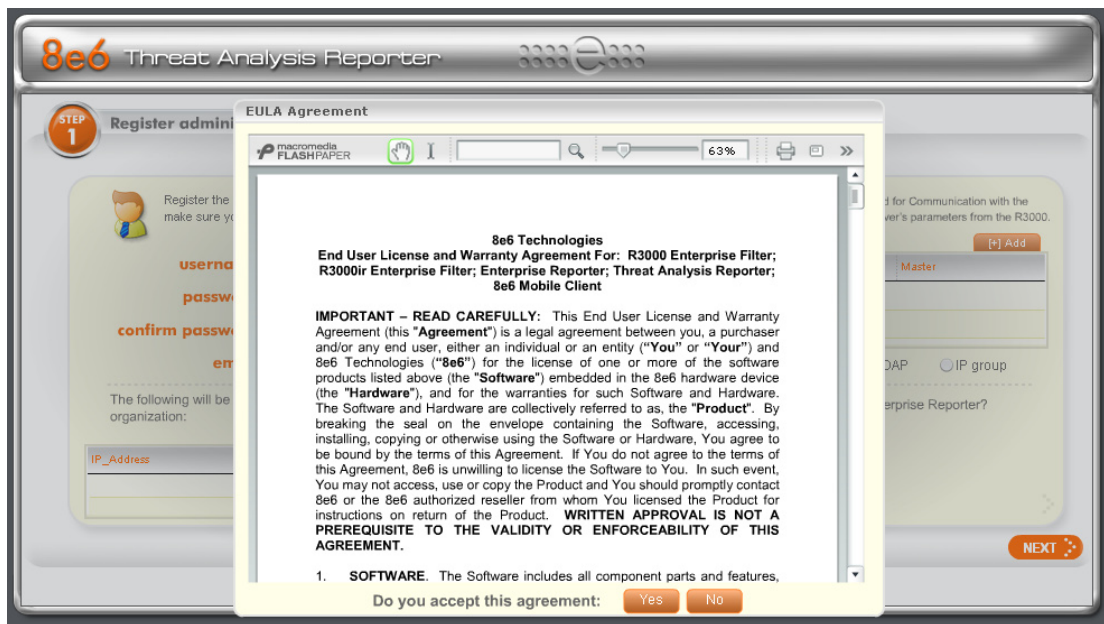 8e6 Threat Analysis Reporter
STEP 1
Register admini
EULA Agreement
macromedia
FLASHPAPER
63%
Register the
make sure yo
userna
passw
confirm passw
em
The following will be
organization:
IP_Address
8e6 Technologies
End User License and Warranty Agreement For: R3000 Enterprise Filter;
R3000ir Enterprise Filter; Enterprise Reporter; Threat Analysis Reporter;
8e6 Mobile Client
IMPORTANT – READ CAREFULLY: This End User License and Warranty
Agreement (this "Agreement") is a legal agreement between you, a purchaser
and/or any end user, either an individual or an entity (“You” or “Your”) and
8e6 Technologies (“8e6”) for the license of one or more of the software
products listed above (the "Software") embedded in the 8e6 hardware device
(the "Hardware"), and for the warranties for such Software and Hardware.
The Software and Hardware are collectively referred to as, the "Product". By
breaking the seal on the envelope containing the Software, accessing,
installing, copying or otherwise using the Software or Hardware, You agree to
be bound by the terms of this Agreement. If You do not agree to the terms of
this Agreement, 8e6 is unwilling to license the Software to You. In such event,
You may not access, use or copy the Product and You should promptly contact
8e6 or the 8e6 authorized reseller from whom You licensed the Product for
instructions on return of the Product. WRITTEN APPROVAL IS NOT A
PREREQUISITE TO THE VALIDITY OR ENFORCEABILITY OF THIS
AGREEMENT.
1. SOFTWARE. The Software includes all component parts and features,
Do you accept this agreement: Yes No
d for Communication with the
ver's parameters from the R3000.
[+] Add
Master
DAP IP group
erprise Reporter?
NEXT